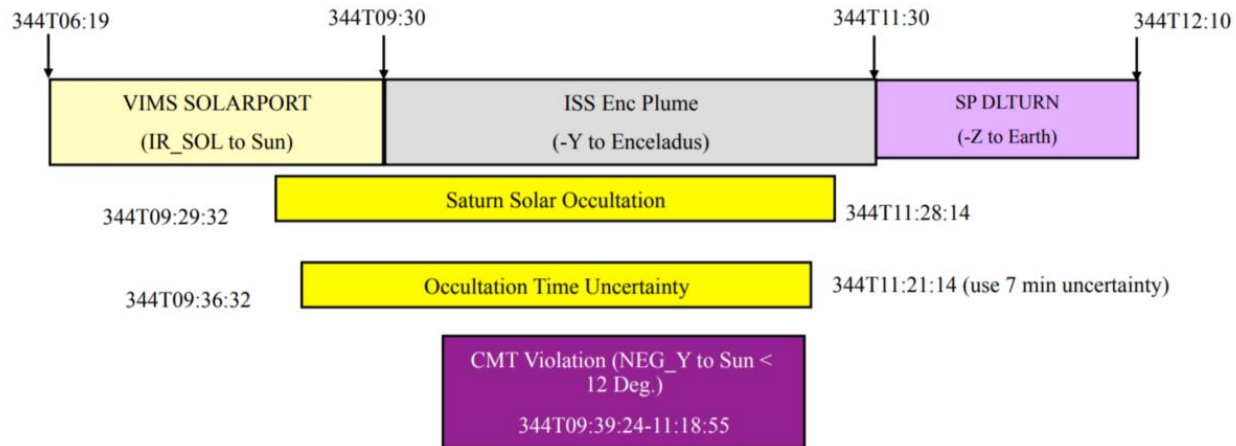 344T06:19
344T09:30
344T11:30
344T12:10
VIMS SOLARPORT
(IR_SOL to Sun)
ISS Enc Plume
(-Y to Enceladus)
SP DLTURN
(-Z to Earth)
344T09:29:32
Saturn Solar Occultation
344T11:28:14
344T09:36:32
Occultation Time Uncertainty
344T11:21:14 (use 7 min uncertainty)
CMT Violation (NEG_Y to Sun <
12 Deg.)
344T09:39:24-11:18:55